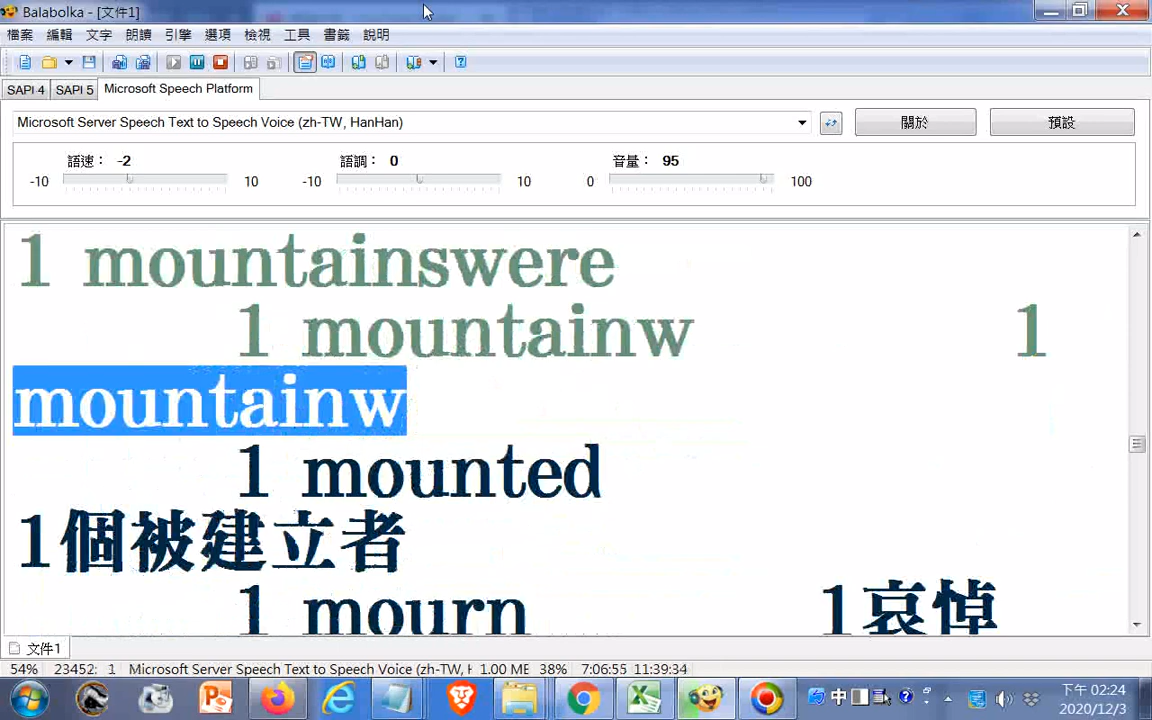 Balabolka - [文件1]
檔案 編輯 文字 朗讀 引擎 選項 檢視 工具 書籤 說明
SAPI 4 SAPI 5 Microsoft Speech Platform
Microsoft Server Speech Text to Speech Voice (zh-TW, HanHan) 關於 預設
語速： -2 語調： 0 音量： 95
-10 10 -10 10 0 100
1 mountainswere
1 mountainw 1
mountainw
1 mounted
1個被建立者
1 mourn 1哀悼
文件1
54% 23452: 1 Microsoft Server Speech Text to Speech Voice (zh-TW, 1.00 ME 38% 7:06:55 11:39:34
中 下午 02:24
2020/12/3